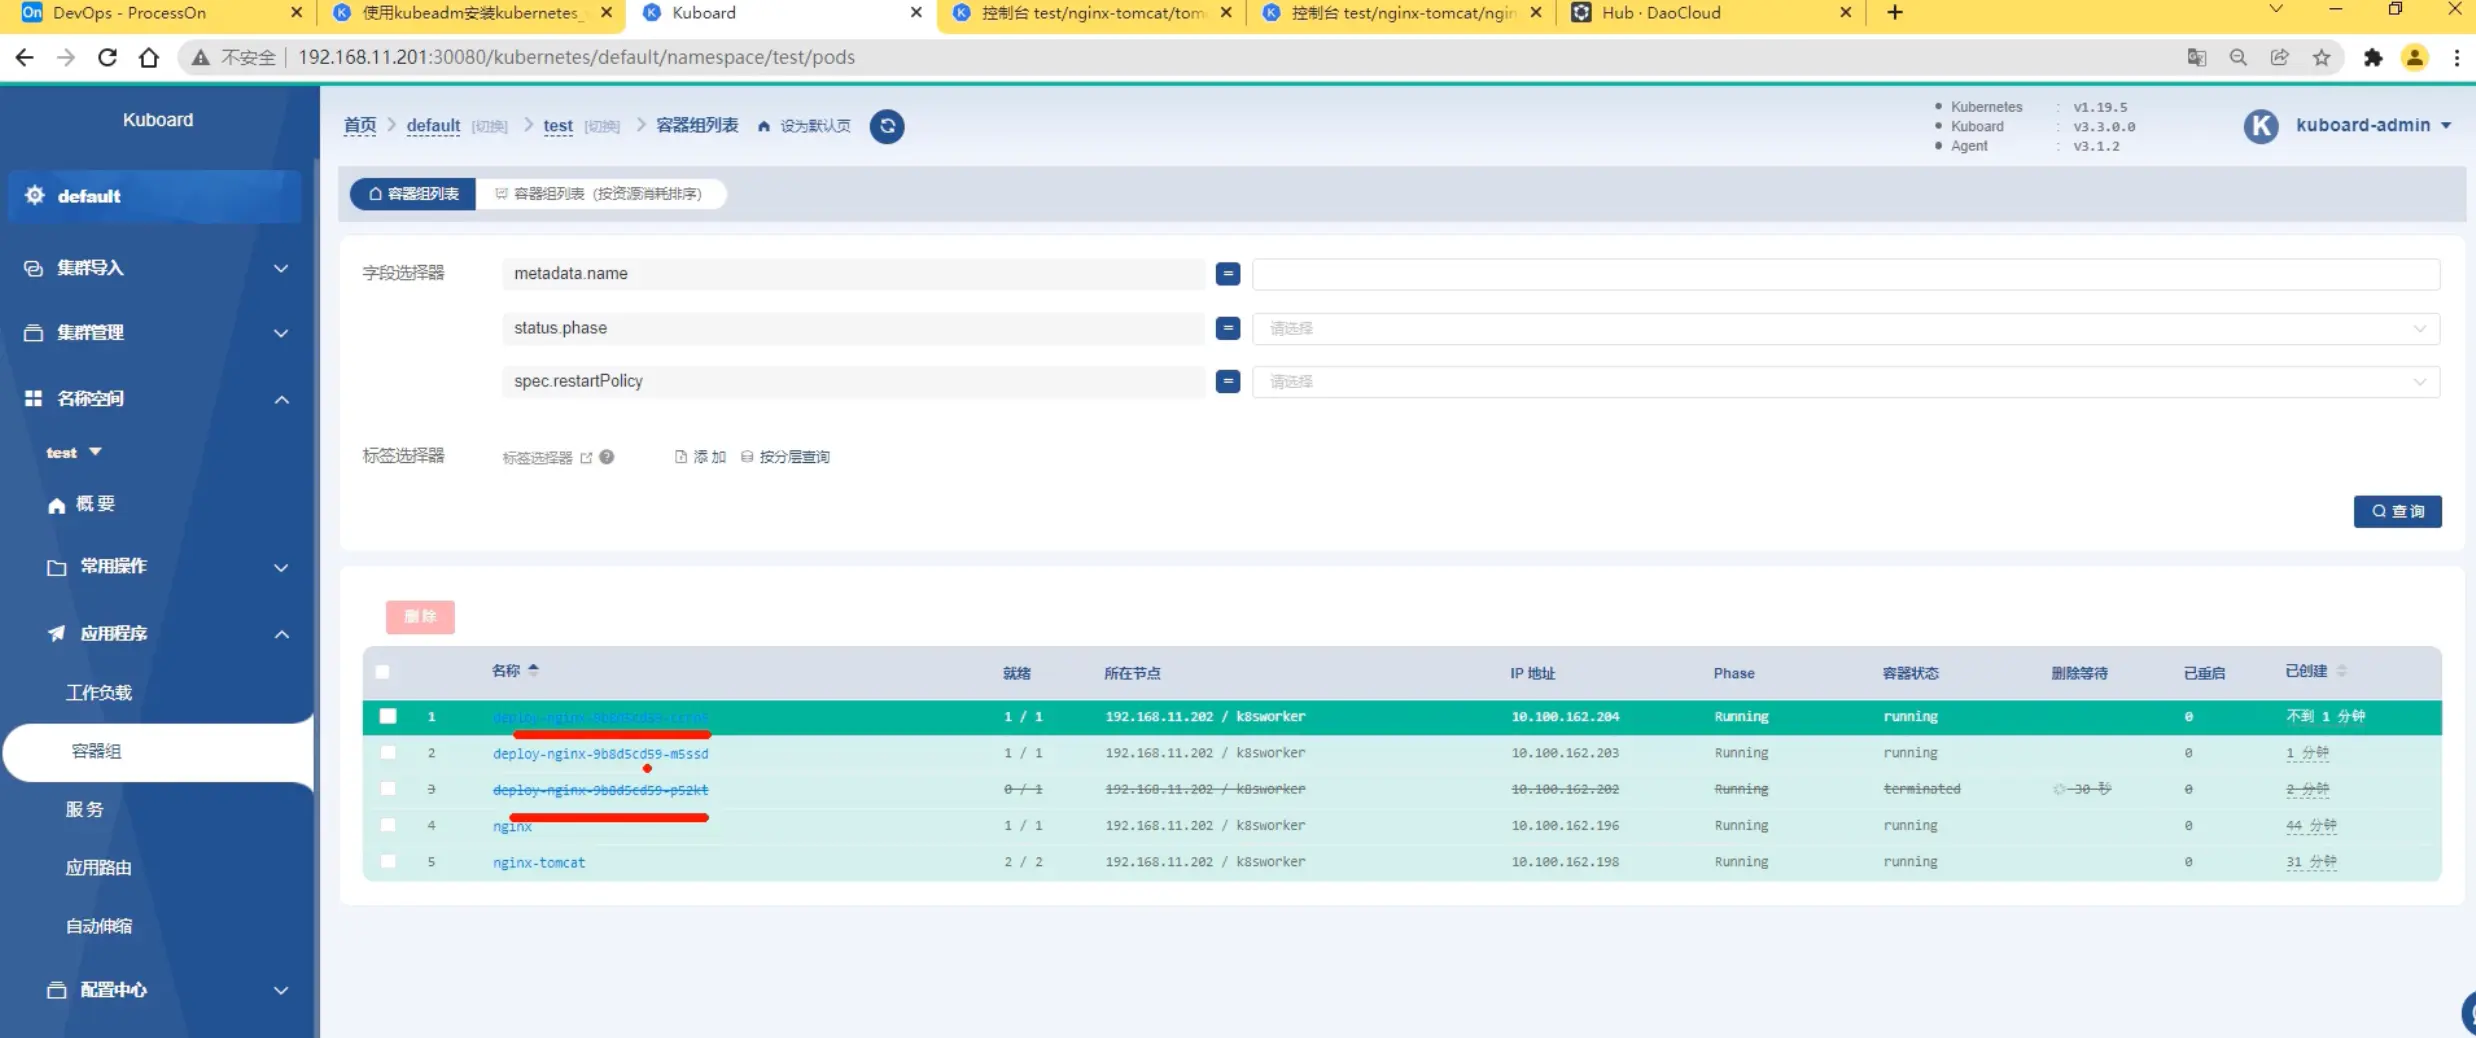 DevOps - ProcessOn
使用kubeadm安装kubernetes_
Kuboard
控制台 test/nginx-tomcat/tom
控制台 test/nginx-tomcat/ngin
Hub · DaoCloud
不安全 192.168.11.201:30080/kubernetes/default/namespace/test/pods
Kuboard
首页 default [切换] test [切换] 容器组列表 设为默认页
Kubernetes : v1.19.5
Kuboard : v3.3.0.0
Agent : v3.1.2
K kuboard-admin
default
集群导入
集群管理
名称空间
test
概要
常用操作
应用程序
工作负载
容器组
服务
应用路由
自动伸缩
配置中心
容器组列表 容器组列表（按资源消耗排序）
字段选择器 metadata.name =
status.phase = 请选择
spec.restartPolicy = 请选择
标签选择器 标签选择器 添加 按分层查询
查询
删除
名称 就绪 所在节点 IP 地址 Phase 容器状态 删除等待 已重启 已创建
1 1 / 1 192.168.11.202 / k8sworker 10.100.162.204 Running running 0 不到 1 分钟
2 deploy-nginx-9b8d5cd59-m5ssd 1 / 1 192.168.11.202 / k8sworker 10.100.162.203 Running running 0 1 分钟
3 deploy-nginx-9b8d5cd59-p52kt 0 / 1 192.168.11.202 / k8sworker 10.100.162.202 Running terminated 30 秒 0 2 分钟
4 nginx 1 / 1 192.168.11.202 / k8sworker 10.100.162.196 Running running 0 44 分钟
5 nginx-tomcat 2 / 2 192.168.11.202 / k8sworker 10.100.162.198 Running running 0 31 分钟